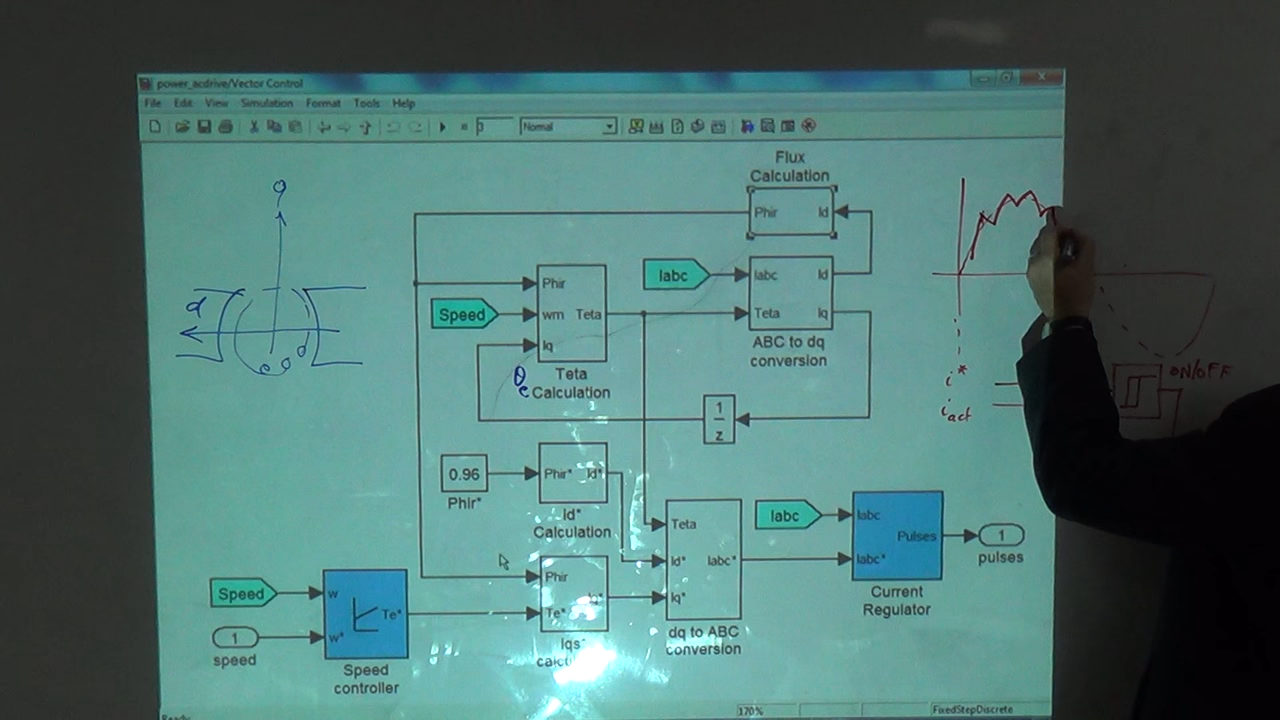 power_acdrive/Vector Control
File Edit View Simulation Format Tools Help
Normal
Flux
Calculation
Phir Id
q
d
Iabc
Iabc Id
Teta Iq
ABC to dq
conversion
Phir
Speed
wm Teta
Iq
Teta
Calculation
θe
1
z
i*
iact
ON/OFF
0.96
Phir*
Phir* Id*
Id*
Calculation
Teta
Id* Iabc*
Iq*
dq to ABC
conversion
Iabc
Iabc
Pulses
Iabc*
Current
Regulator
1
pulses
Phir
Iq*
Te*
Iqs*
Speed
1
speed
w
Te*
w*
Speed
controller
Ready
170%
FixedStepDiscrete